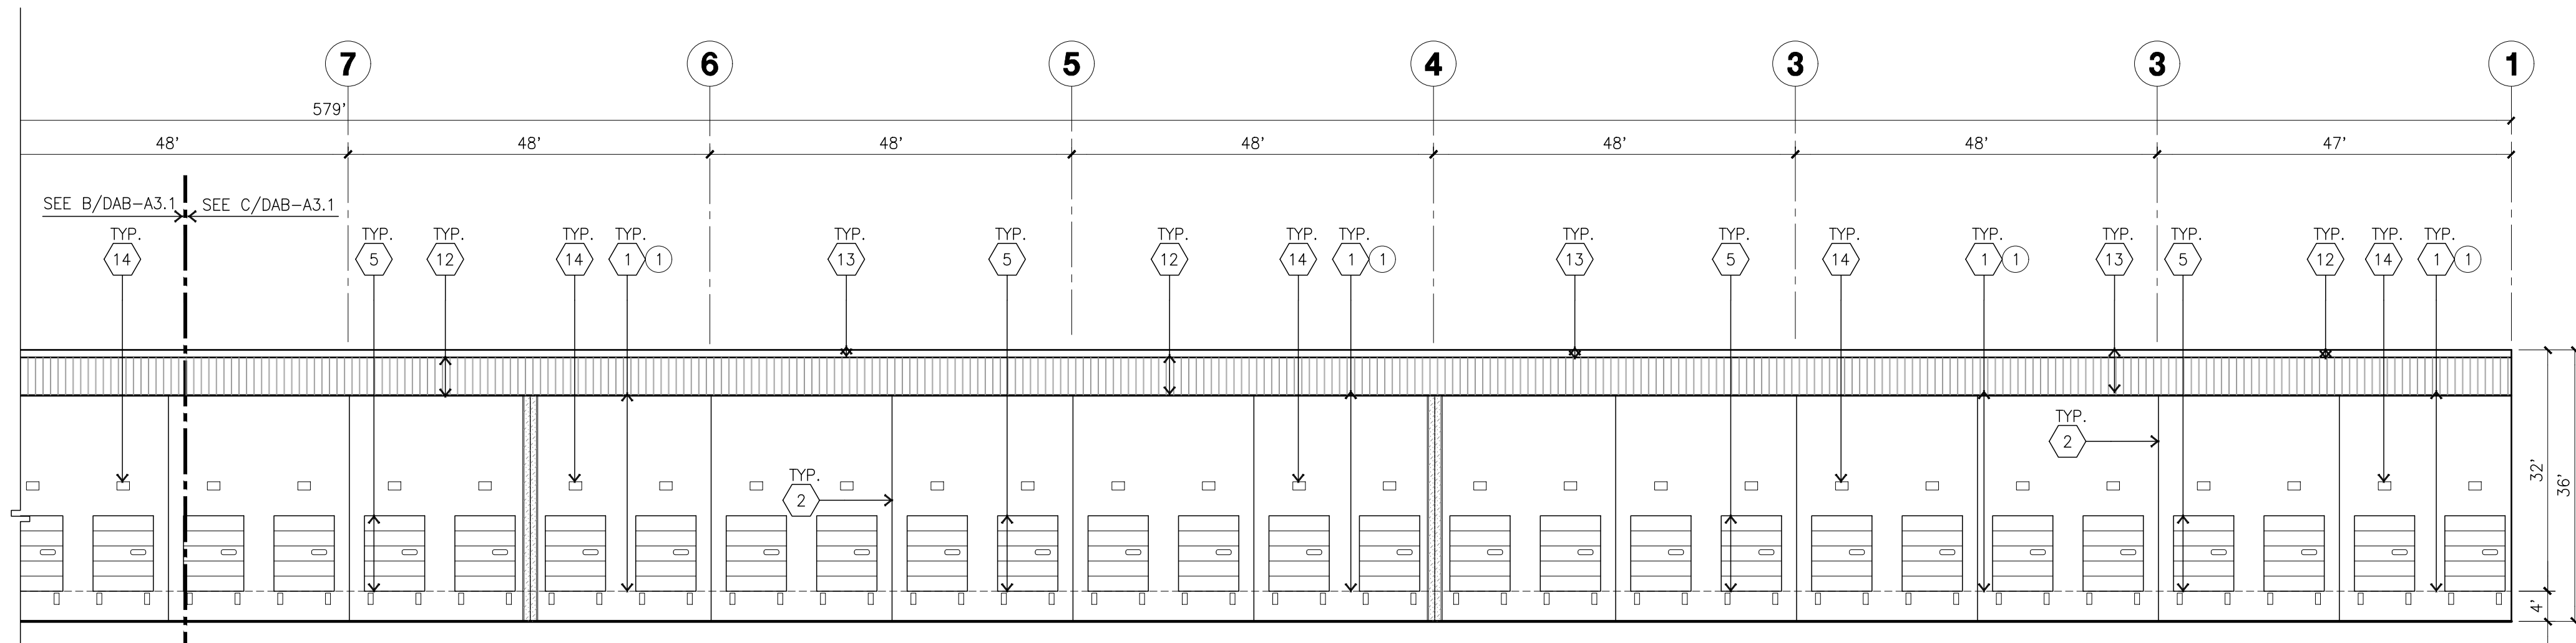 7 6 5 4 3 3 1
579'
48' 48' 48' 48' 48' 48' 47'
SEE B/DAB-A3.1 SEE C/DAB-A3.1
TYP. TYP. TYP. TYP. TYP. TYP. TYP. TYP. TYP. TYP. TYP. TYP. TYP. TYP. TYP. TYP. TYP. TYP. TYP.
14 5 12 14 1 1 13 5 12 14 1 1 13 5 14 1 1 13 5 12 14 1 1
TYP.
2
TYP.
2
32'
36'
4'